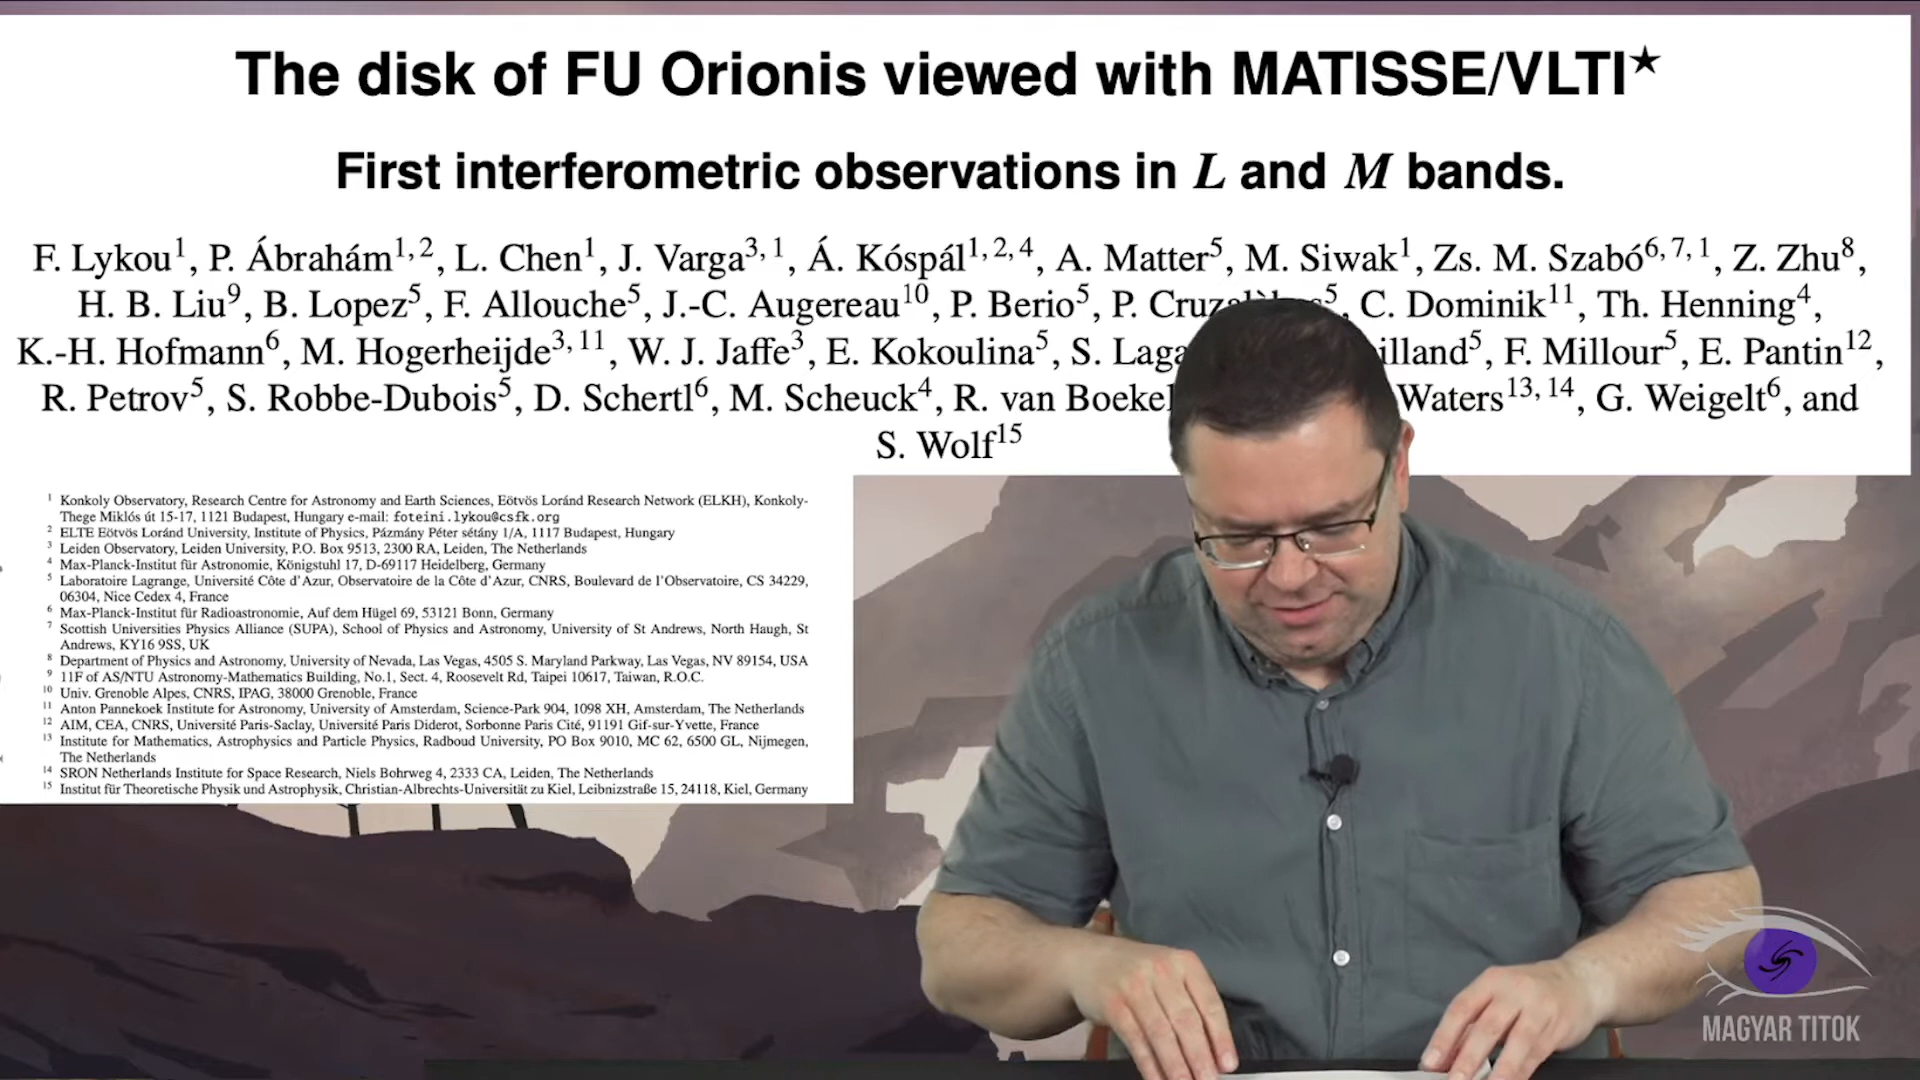 The disk of FU Orionis viewed with MATISSE/VLTI★
First interferometric observations in L and M bands.
F. Lykou1, P. Ábrahám1,2, L. Chen1, J. Varga3,1, Á. Kóspál1,2,4, A. Matter5, M. Siwak1, Zs. M. Szabó6,7,1, Z. Zhu8,
H. B. Liu9, B. Lopez5, F. Allouche5, J.-C. Augereau10, P. Berio5, P. 5, C. Dominik11, Th. Henning4,
K.-H. Hofmann6, M. Hogerheijde3,11, W. J. Jaffe3, E. Kokoulina5, S. 5, F. Millour5, E. Pantin12,
R. Petrov5, S. Robbe-Dubois5, D. Schertl6, M. Scheuck4, R. van Waters13,14, G. Weigelt6, and
S. Wolf15
1 Konkoly Observatory, Research Centre for Astronomy and Earth Sciences, Eötvös Loránd Research Network (ELKH), Konkoly-
Thege Miklós út 15-17, 1121 Budapest, Hungary e-mail: foteini.lykou@csfk.org
2 ELTE Eötvös Loránd University, Institute of Physics, Pázmány Péter sétány 1/A, 1117 Budapest, Hungary
3 Leiden Observatory, Leiden University, P.O. Box 9513, 2300 RA, Leiden, The Netherlands
4 Max-Planck-Institut für Astronomie, Königstuhl 17, D-69117 Heidelberg, Germany
5 Laboratoire Lagrange, Université Côte d'Azur, Observatoire de la Côte d'Azur, CNRS, Boulevard de l'Observatoire, CS 34229,
06304, Nice Cedex 4, France
6 Max-Planck-Institut für Radioastronomie, Auf dem Hügel 69, 53121 Bonn, Germany
7 Scottish Universities Physics Alliance (SUPA), School of Physics and Astronomy, University of St Andrews, North Haugh, St
Andrews, KY16 9SS, UK
8 Department of Physics and Astronomy, University of Nevada, Las Vegas, 4505 S. Maryland Parkway, Las Vegas, NV 89154, USA
9 11F of AS/NTU Astronomy-Mathematics Building, No.1, Sect. 4, Roosevelt Rd, Taipei 10617, Taiwan, R.O.C.
10 Univ. Grenoble Alpes, CNRS, IPAG, 38000 Grenoble, France
11 Anton Pannekoek Institute for Astronomy, University of Amsterdam, Science-Park 904, 1098 XH, Amsterdam, The Netherlands
12 AIM, CEA, CNRS, Université Paris-Saclay, Université Paris Diderot, Sorbonne Paris Cité, 91191 Gif-sur-Yvette, France
13 Institute for Mathematics, Astrophysics and Particle Physics, Radboud University, PO Box 9010, MC 62, 6500 GL, Nijmegen,
The Netherlands
14 SRON Netherlands Institute for Space Research, Niels Bohrweg 4, 2333 CA, Leiden, The Netherlands
15 Institut für Theoretische Physik und Astrophysik, Christian-Albrechts-Universität zu Kiel, Leibnizstraße 15, 24118, Kiel, Germany
MAGYAR TITOK